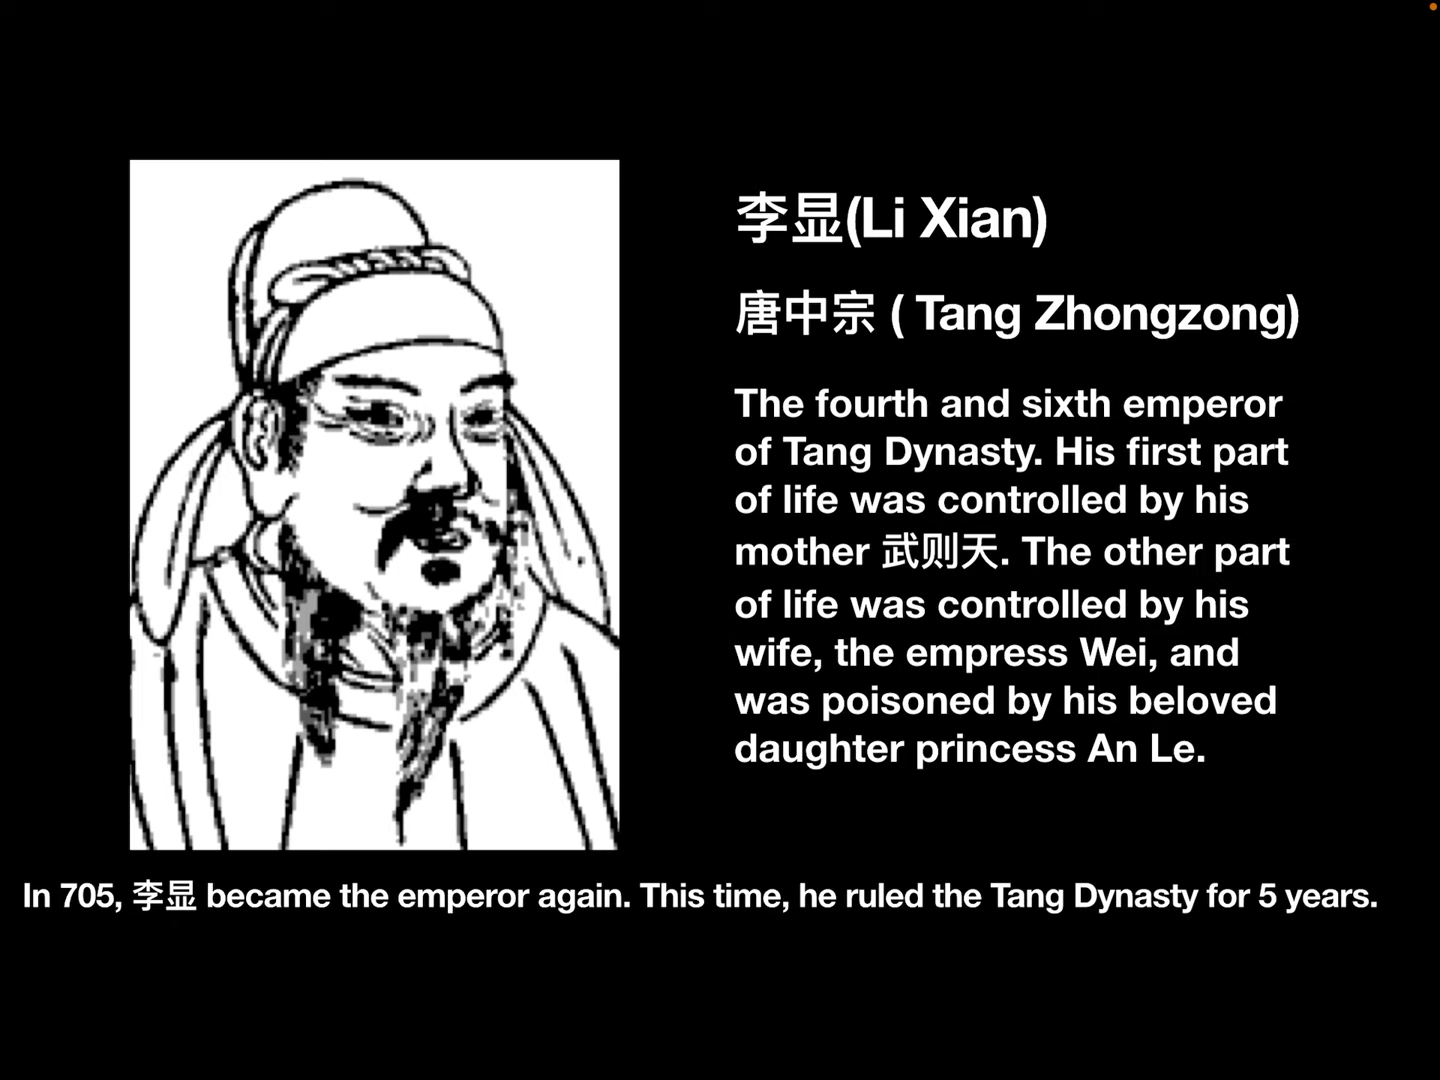 李显(Li Xian)
唐中宗 ( Tang Zhongzong)
The fourth and sixth emperor
of Tang Dynasty. His first part
of life was controlled by his
mother 武则天. The other part
of life was controlled by his
wife, the empress Wei, and
was poisoned by his beloved
daughter princess An Le.
In 705, 李显 became the emperor again. This time, he ruled the Tang Dynasty for 5 years.